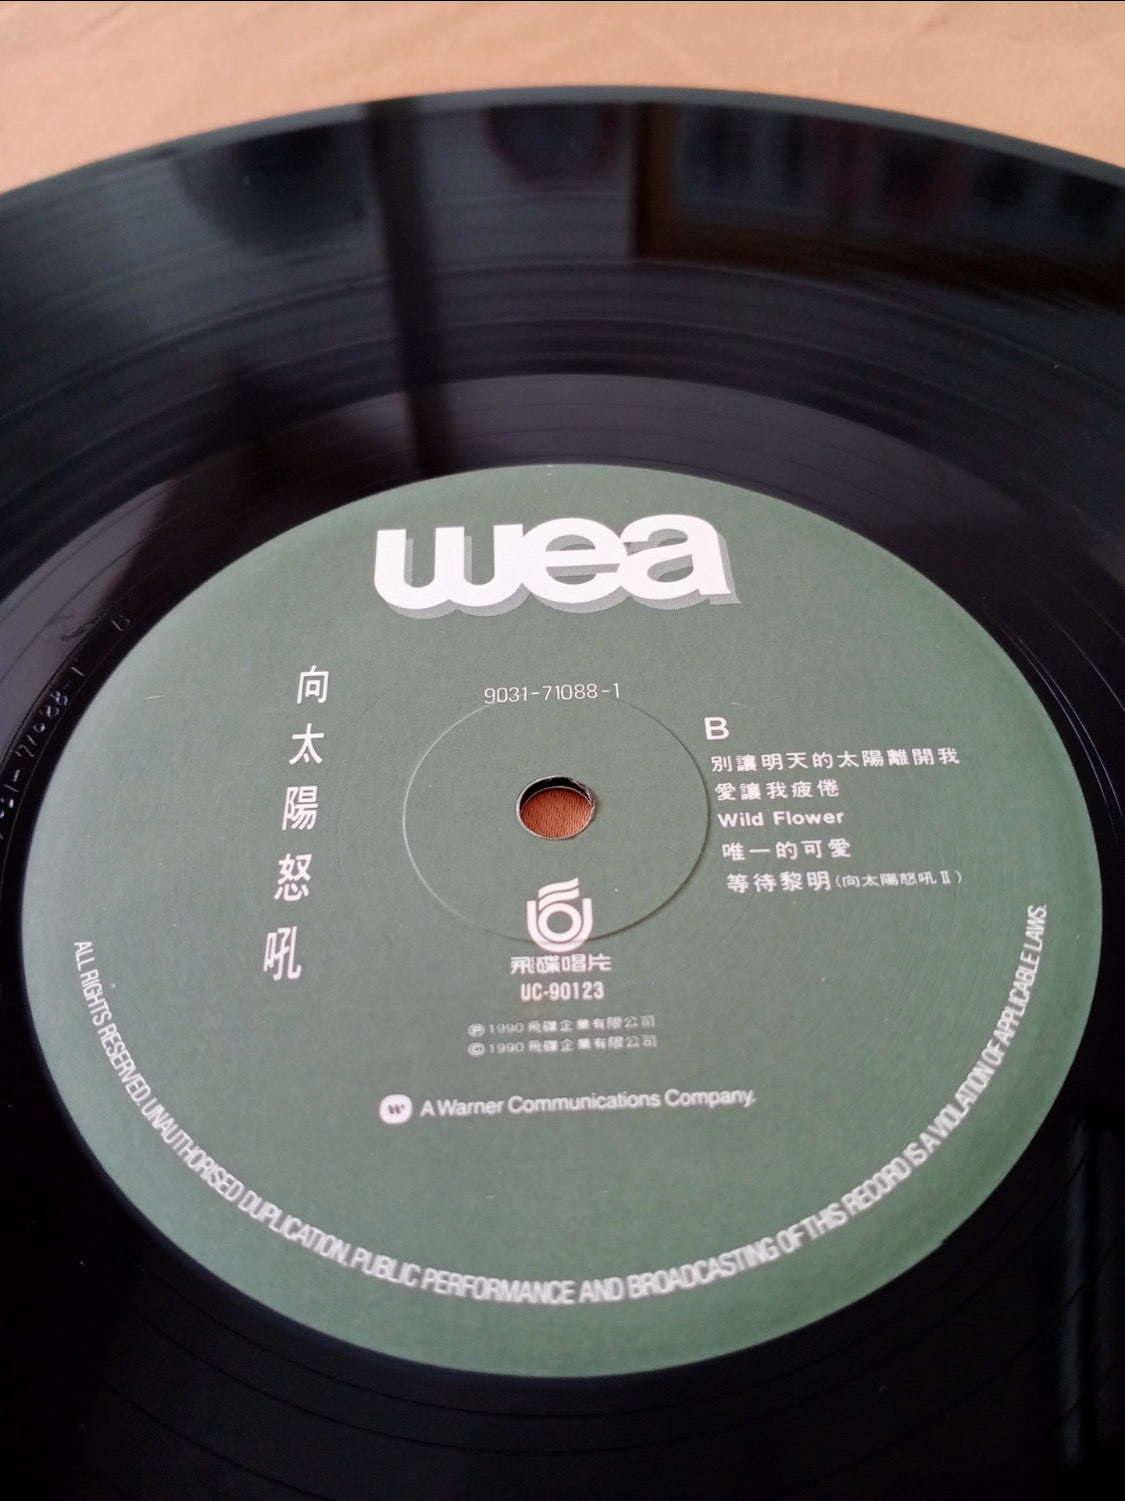 wea
向太陽怒吼
9031-71088-1
B
別讓明天的太陽離開我
愛讓我疲倦
Wild Flower
唯一的可愛
等待黎明(向太陽怒吼Ⅱ)
飛碟唱片
UC-90123
Ⓟ 1990 飛碟企業有限公司
© 1990 飛碟企業有限公司
w A Warner Communications Company.
ALL RIGHTS RESERVED. UNAUTHORISED DUPLICATION, PUBLIC PERFORMANCE AND BROADCASTING OF THIS RECORD IS A VIOLATION OF APPLICABLE LAWS.